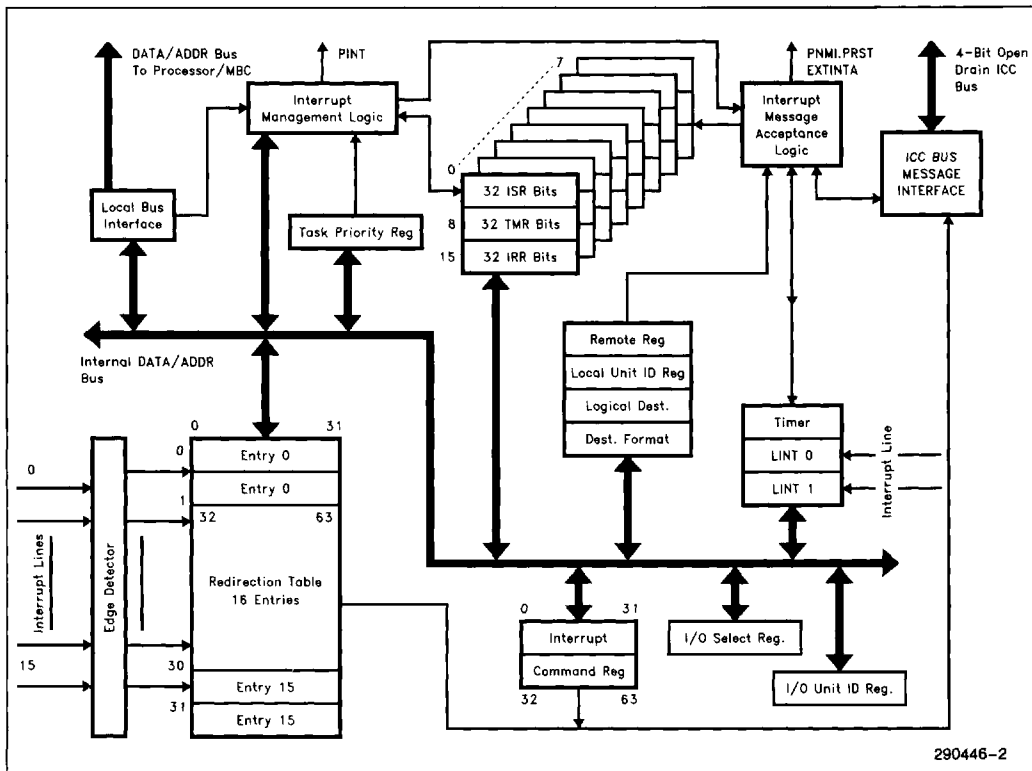 DATA/ADDR Bus
To Processor/MBC
PINT
7
PNMI.PRST
EXTINTA
4-Bit Open
Drain ICC
Bus
Interrupt
Management Logic
Interrupt
Message
Acceptance
Logic
ICC BUS
MESSAGE
INTERFACE
Local Bus
Interface
Task Priority Reg
0
32 ISR Bits
8
32 TMR Bits
15
32 IRR Bits
Internal DATA/ADDR
Bus
Remote Reg
Local Unit ID Reg
Logical Dest.
Dest. Format
Timer
LINT 0
LINT 1
Interrupt Line
0
15
Interrupt Lines
Edge Detector
0
31
0
Entry 0
Entry 0
1
32
63
Redirection Table
16 Entries
30
Entry 15
31
Entry 15
0
31
Interrupt
Command Reg
32
63
I/O Select Reg.
I/O Unit ID Reg.
290446-2